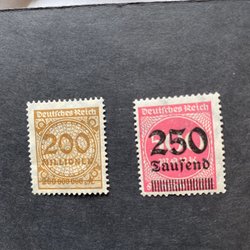 Deutsches Reich
200
MILLIONEN
Deutsches Reich
250
Tausend